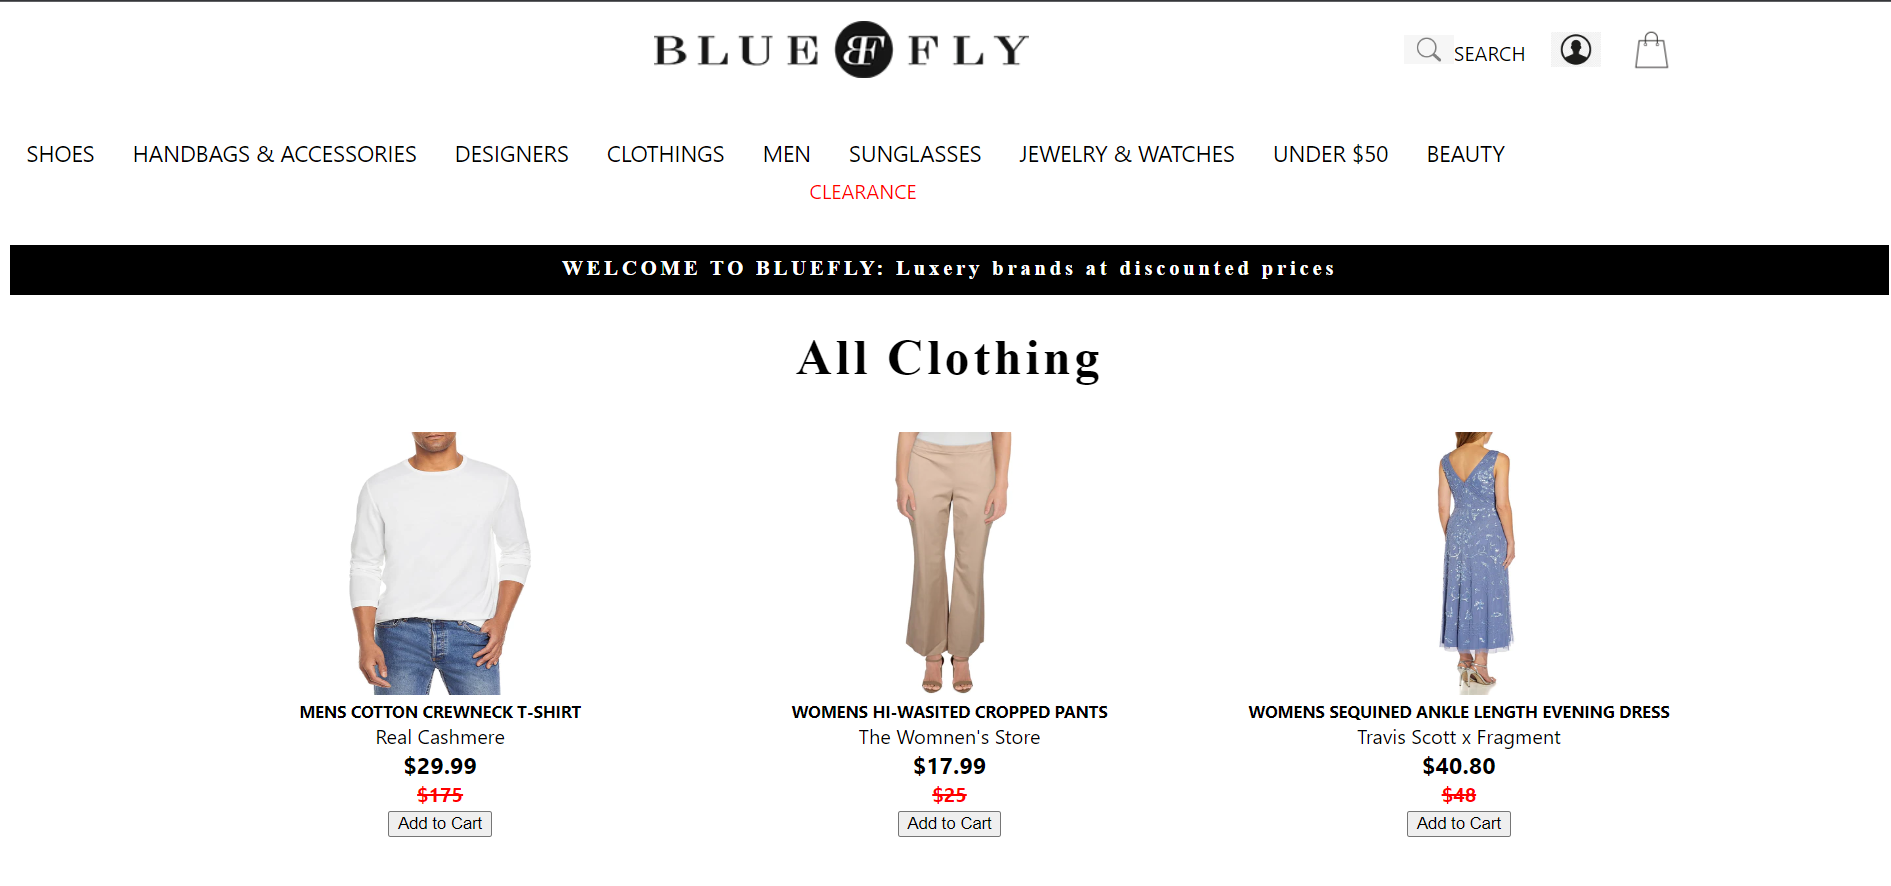 BLUE BF FLY
SEARCH
SHOES HANDBAGS & ACCESSORIES DESIGNERS CLOTHINGS MEN SUNGLASSES JEWELRY & WATCHES UNDER $50 BEAUTY
CLEARANCE
WELCOME TO BLUEFLY: Luxery brands at discounted prices
All Clothing
MENS COTTON CREWNECK T-SHIRT
Real Cashmere
$29.99
$175
Add to Cart
WOMENS HI-WASITED CROPPED PANTS
The Womnen's Store
$17.99
$25
Add to Cart
WOMENS SEQUINED ANKLE LENGTH EVENING DRESS
Travis Scott x Fragment
$40.80
$48
Add to Cart